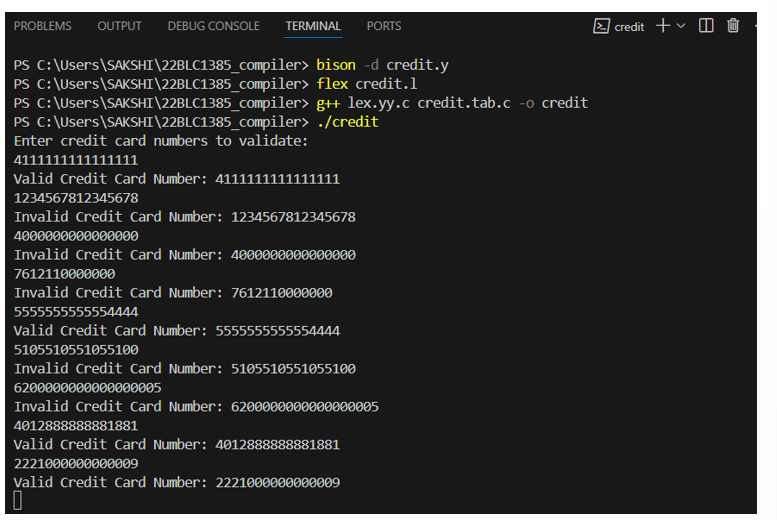 PROBLEMS OUTPUT DEBUG CONSOLE TERMINAL PORTS credit
PS C:\Users\SAKSHI\22BLC1385_compiler> bison -d credit.y
PS C:\Users\SAKSHI\22BLC1385_compiler> flex credit.l
PS C:\Users\SAKSHI\22BLC1385_compiler> g++ lex.yy.c credit.tab.c -o credit
PS C:\Users\SAKSHI\22BLC1385_compiler> ./credit
Enter credit card numbers to validate:
4111111111111111
Valid Credit Card Number: 4111111111111111
1234567812345678
Invalid Credit Card Number: 1234567812345678
4000000000000000
Invalid Credit Card Number: 4000000000000000
7612110000000
Invalid Credit Card Number: 7612110000000
5555555555554444
Valid Credit Card Number: 5555555555554444
5105510551055100
Invalid Credit Card Number: 5105510551055100
6200000000000000005
Invalid Credit Card Number: 6200000000000000005
4012888888881881
Valid Credit Card Number: 4012888888881881
2221000000000009
Valid Credit Card Number: 2221000000000009